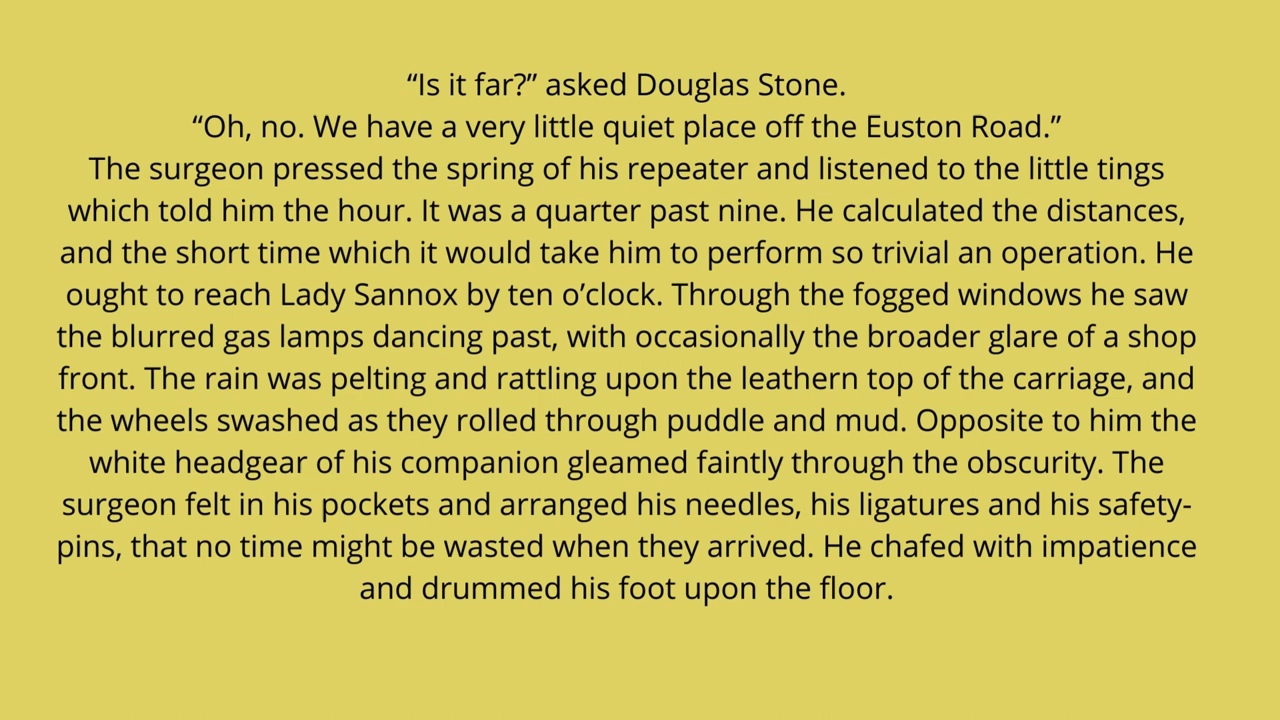 “Is it far?” asked Douglas Stone.
“Oh, no. We have a very little quiet place off the Euston Road.”
The surgeon pressed the spring of his repeater and listened to the little tings
which told him the hour. It was a quarter past nine. He calculated the distances,
and the short time which it would take him to perform so trivial an operation. He
ought to reach Lady Sannox by ten o’clock. Through the fogged windows he saw
the blurred gas lamps dancing past, with occasionally the broader glare of a shop
front. The rain was pelting and rattling upon the leathern top of the carriage, and
the wheels swashed as they rolled through puddle and mud. Opposite to him the
white headgear of his companion gleamed faintly through the obscurity. The
surgeon felt in his pockets and arranged his needles, his ligatures and his safety-
pins, that no time might be wasted when they arrived. He chafed with impatience
and drummed his foot upon the floor.